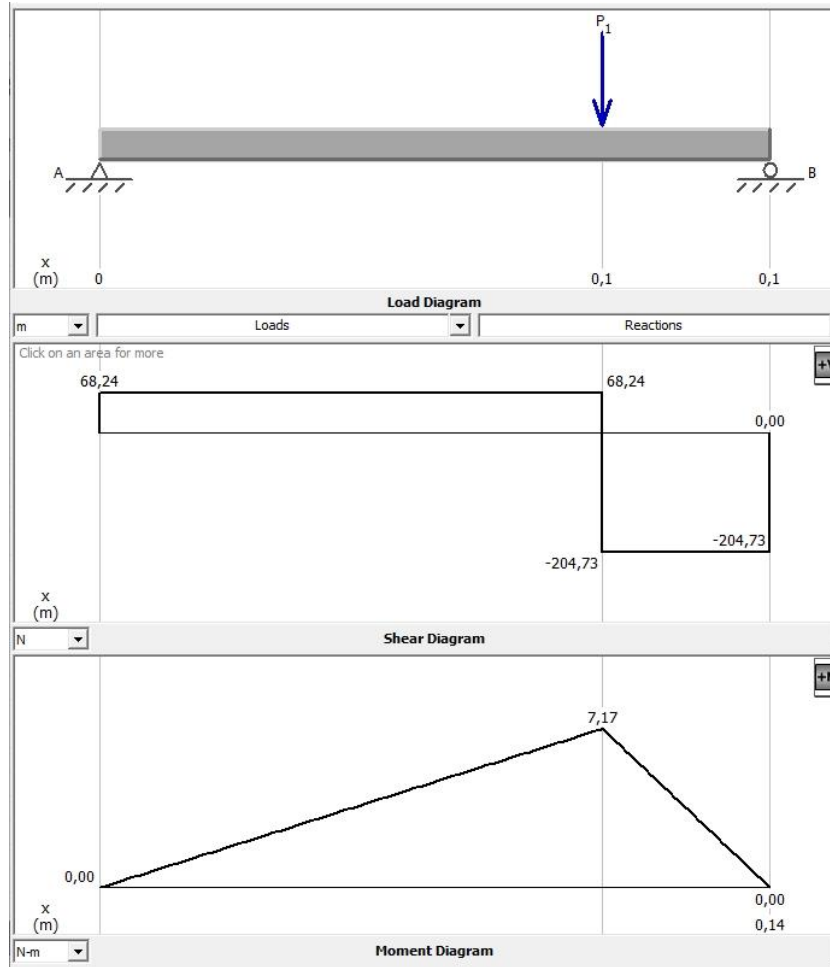 P1
A B
x
(m) 0 0,1 0,1
Load Diagram
m Loads Reactions
Click on an area for more
68,24 68,24
0,00
-204,73
-204,73
x
(m)
N Shear Diagram
7,17
0,00
0,00
x
(m) 0,14
N-m Moment Diagram